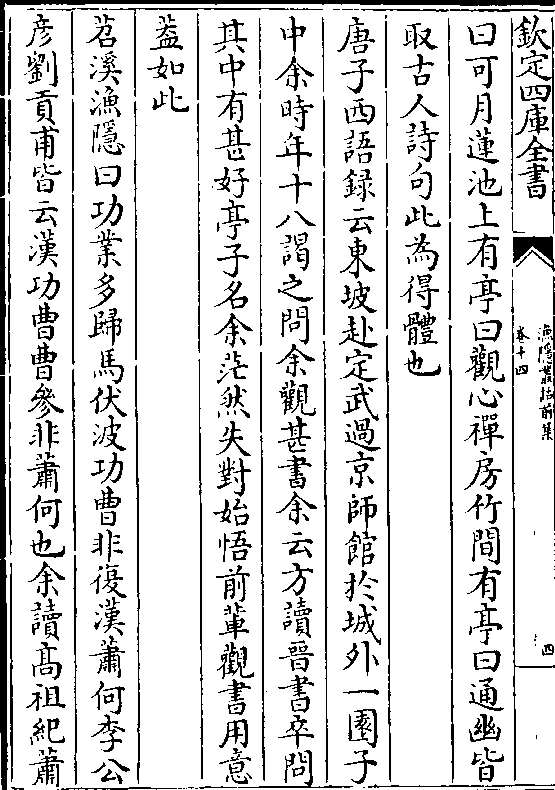 欽定四庫全書
漁隱叢話前集
卷十四
四
曰可月蓮池上有亭曰觀心禪房竹間有亭曰通幽皆
取古人詩句此為得體也
唐子西語録云東坡赴定武過京師館於城外一園子
中余時年十八謁之問余觀甚書余云方讀晉書卒問
其中有甚好亭子名余茫然失對始悟前輩觀書用意
葢如此
苕溪漁隱曰功業多歸馬伏波功曹非復漢蕭何李公
彦劉貢甫皆云漢功曹曹參非蕭何也余讀髙祖紀蕭